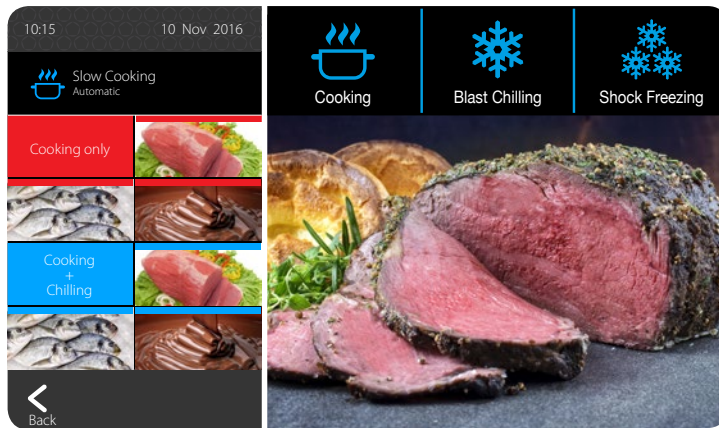 10:15
10 Nov 2016
Slow Cooking
Automatic
Cooking only
Cooking
+
Chilling
Back
Cooking
Blast Chilling
Shock Freezing